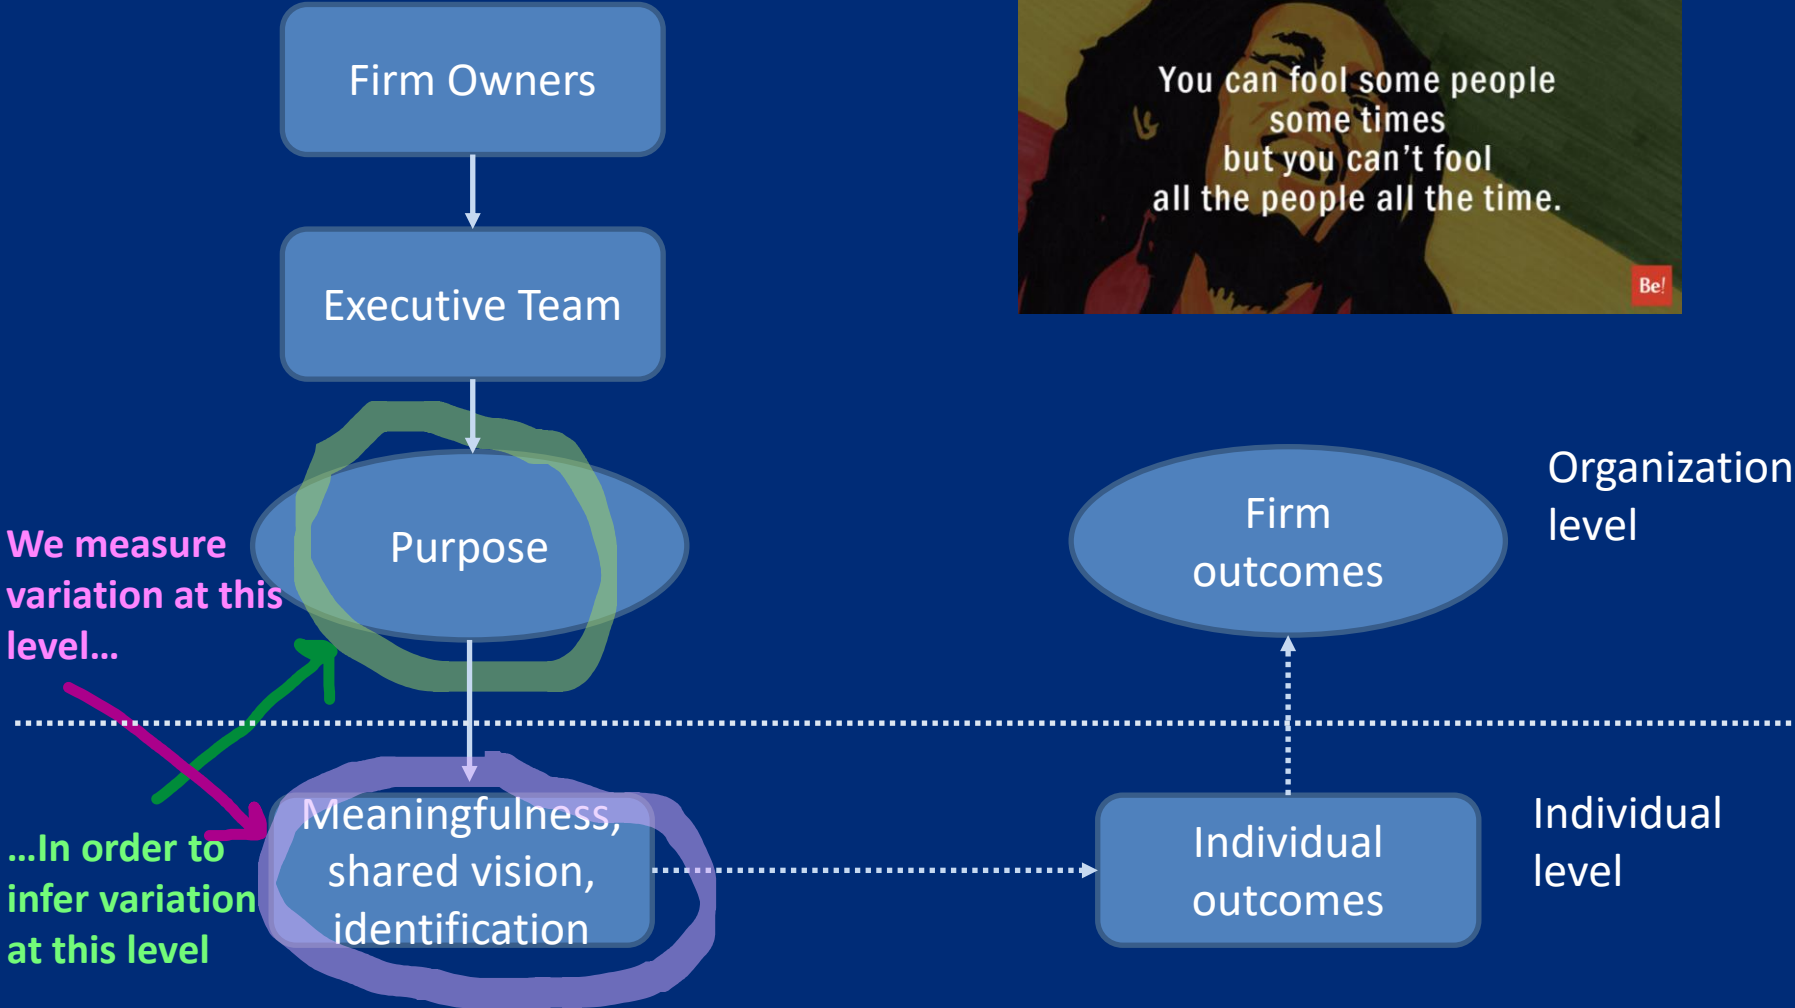 Firm Owners
You can fool some people
some times
but you can't fool
all the people all the time.
Be!
Executive Team
Purpose
Firm
outcomes
Organization
level
We measure
variation at this
level...
Meaningfulness,
shared vision,
identification
Individual
outcomes
Individual
level
...In order to
infer variation
at this level